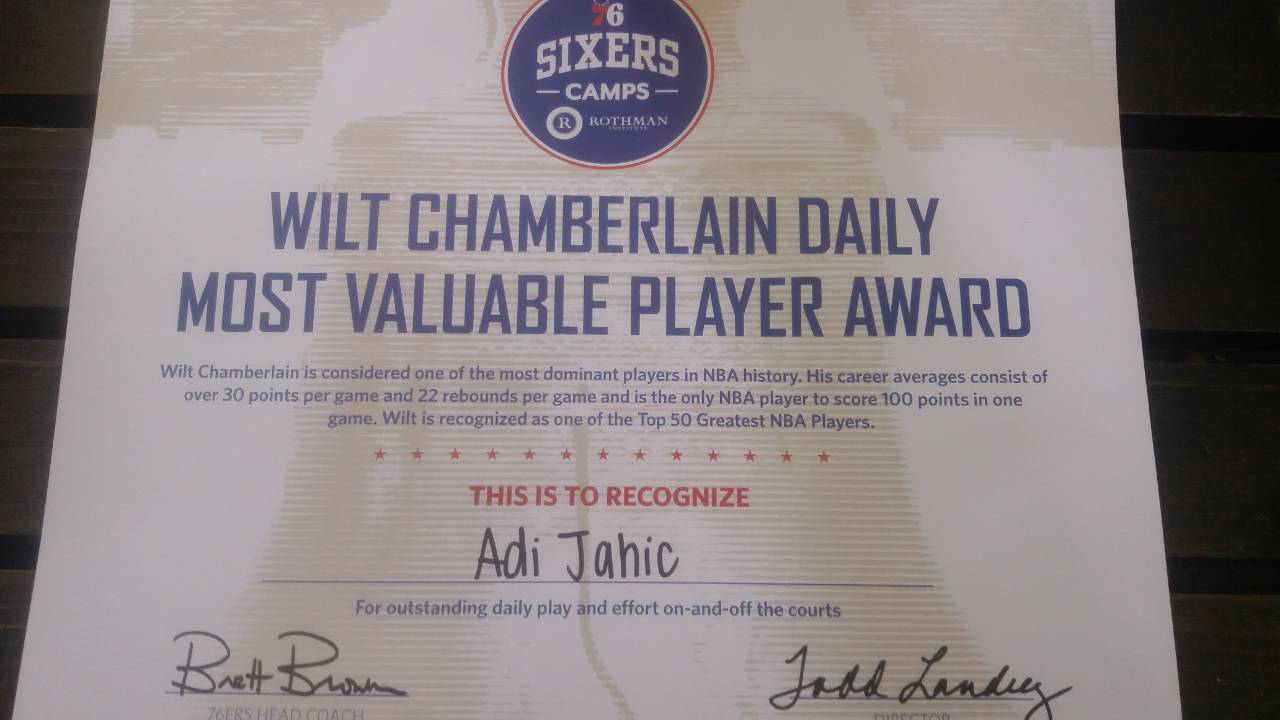 76
SIXERS
CAMPS
R ROTHMAN
INSTITUTE
WILT CHAMBERLAIN DAILY
MOST VALUABLE PLAYER AWARD
Wilt Chamberlain is considered one of the most dominant players in NBA history. His career averages consist of
over 30 points per game and 22 rebounds per game and is the only NBA player to score 100 points in one
game. Wilt is recognized as one of the Top 50 Greatest NBA Players.
THIS IS TO RECOGNIZE
Adi Jahic
For outstanding daily play and effort on-and-off the courts
Brett Brown Todd Landrey
76ERS HEAD COACH DIRECTOR